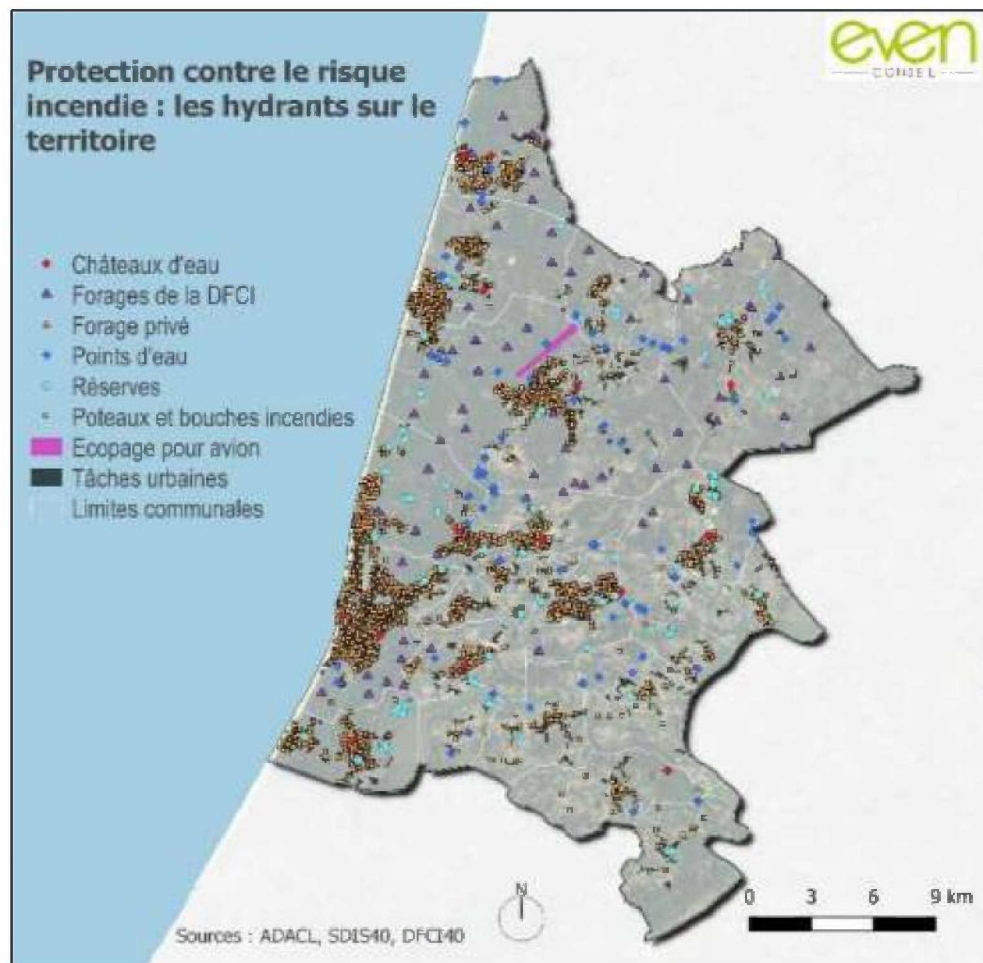 even
CONSEIL
Protection contre le risque
incendie : les hydrants sur le
territoire
Châteaux d'eau
Forages de la DFCI
Forage privé
Points d'eau
Réserves
Poteaux et bouches incendies
Ecopage pour avion
Tâches urbaines
Limites communales
N
0 3 6 9 km
Sources : ADACL, SDIS40, DFCI40